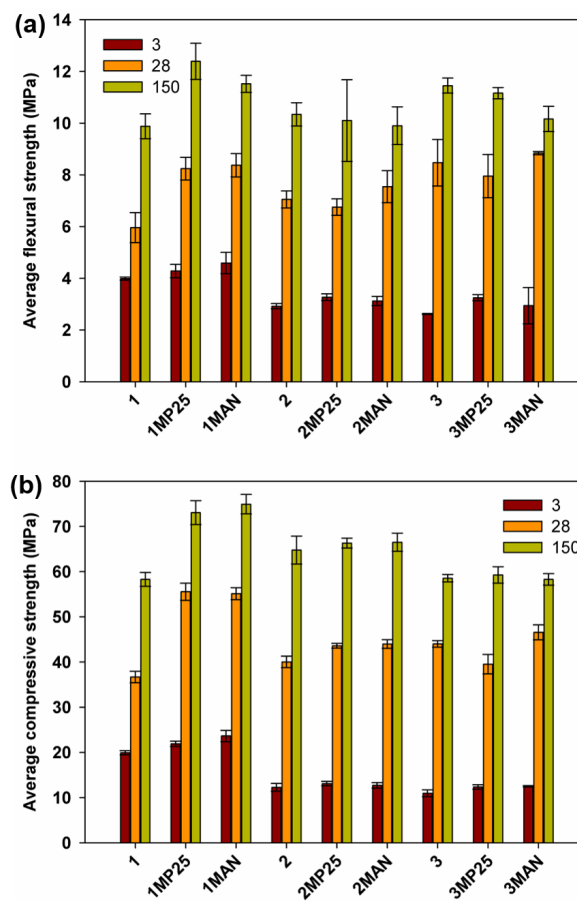 (a)
Average flexural strength (MPa)
14
12
10
8
6
4
2
0
3
28
150
1
1MP25
1MAN
2
2MP25
2MAN
3
3MP25
3MAN
(b)
Average compressive strength (MPa)
80
70
60
50
40
30
20
10
0
3
28
150
1
1MP25
1MAN
2
2MP25
2MAN
3
3MP25
3MAN